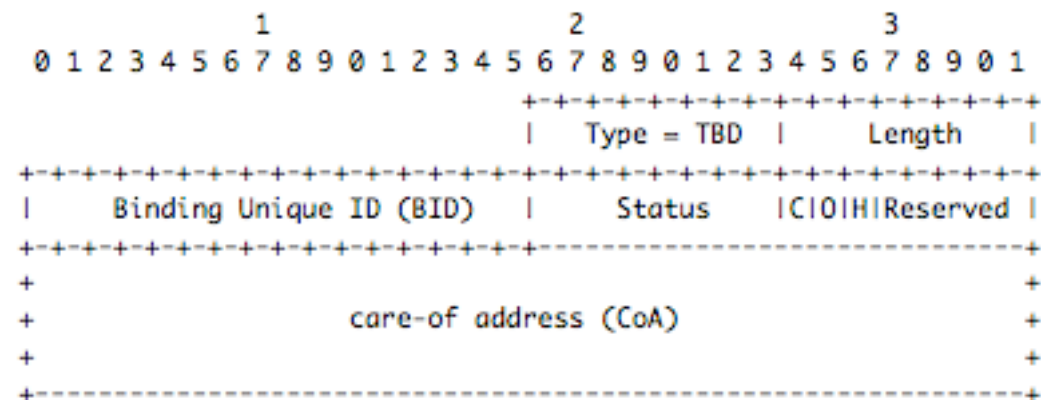 1                   2                   3
 0 1 2 3 4 5 6 7 8 9 0 1 2 3 4 5 6 7 8 9 0 1 2 3 4 5 6 7 8 9 0 1
                                +-+-+-+-+-+-+-+-+-+-+-+-+-+-+-+-+
                                |   Type = TBD  |     Length    |
+-+-+-+-+-+-+-+-+-+-+-+-+-+-+-+-+-+-+-+-+-+-+-+-+-+-+-+-+-+-+-+-+
|     Binding Unique ID (BID)   |     Status    |C|O|H|Reserved |
+-+-+-+-+-+-+-+-+-+-+-+-+-+-+-+-+-------------------------------+
+                                                               +
+                    care-of address (CoA)                      +
+                                                               +
+---------------------------------------------------------------+